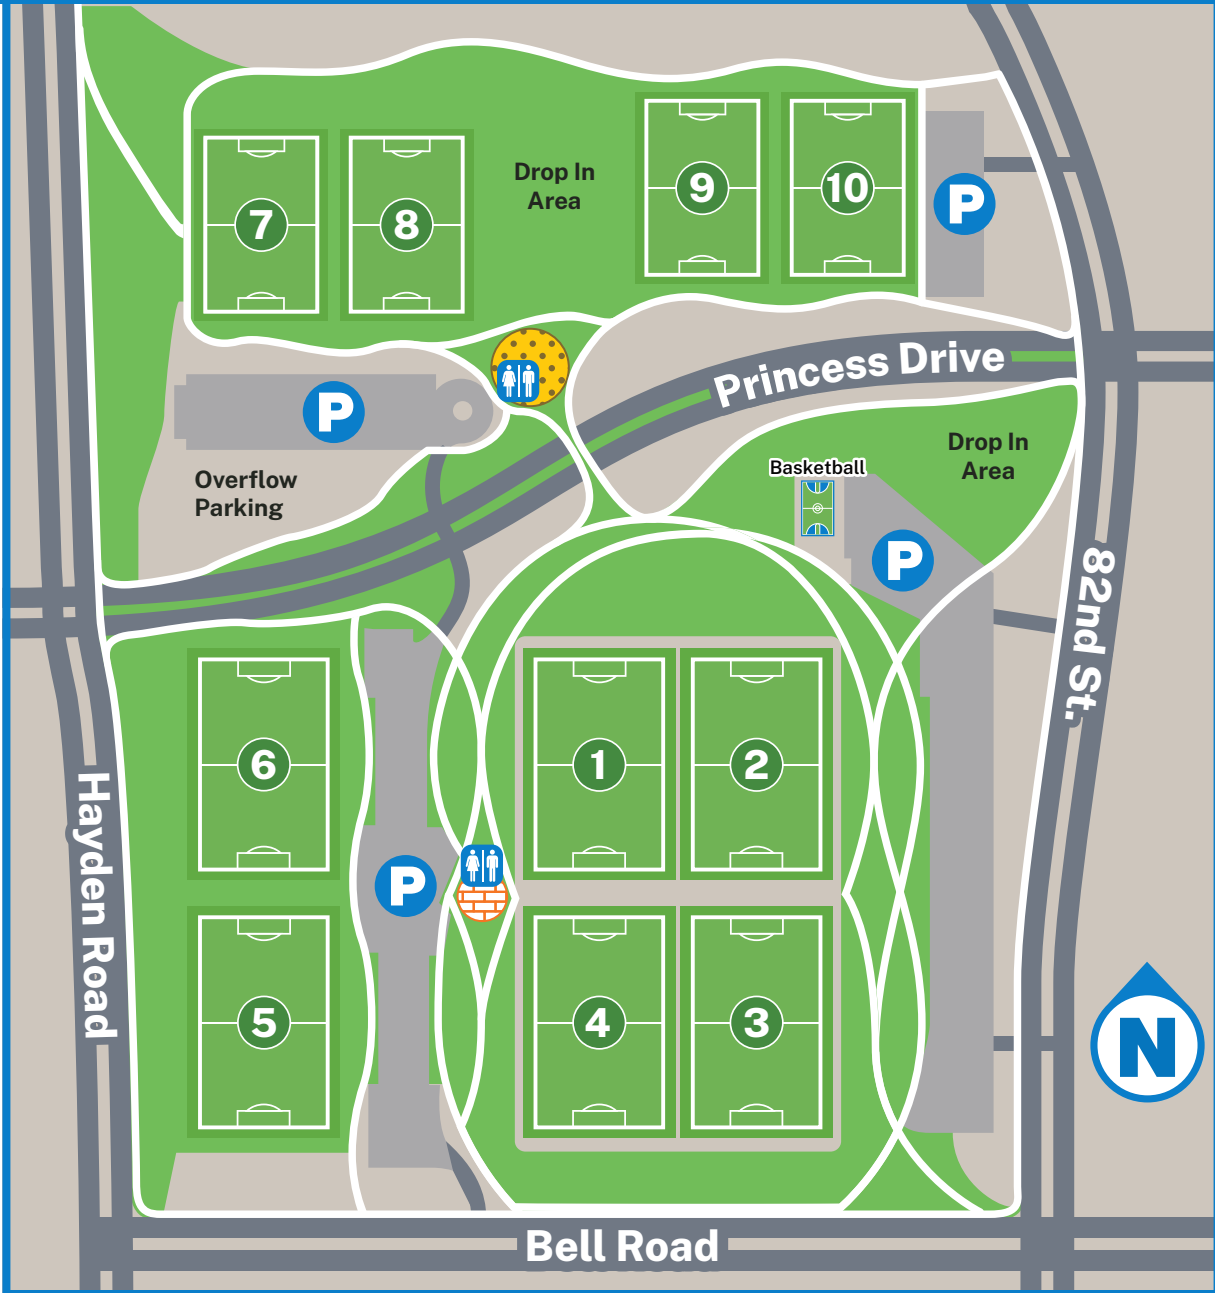 Drop In
Area
7
8
9
10
P
Princess Drive
P
Overflow
Parking
Basketball
Drop In
Area
P
82nd St.
6
1
2
Hayden Road
P
5
4
3
N
Bell Road